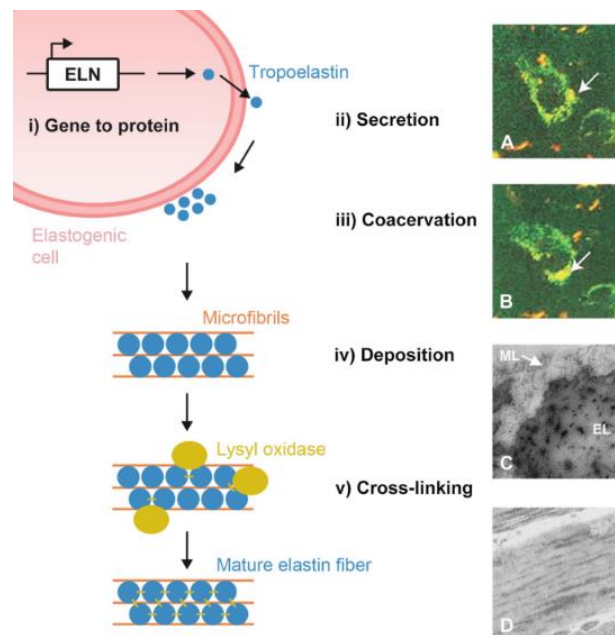 ELN
Tropoelastin
i) Gene to protein
ii) Secretion
A
iii) Coacervation
Elastogenic
cell
B
Microfibrils
iv) Deposition
ML
EL
C
Lysyl oxidase
v) Cross-linking
Mature elastin fiber
D